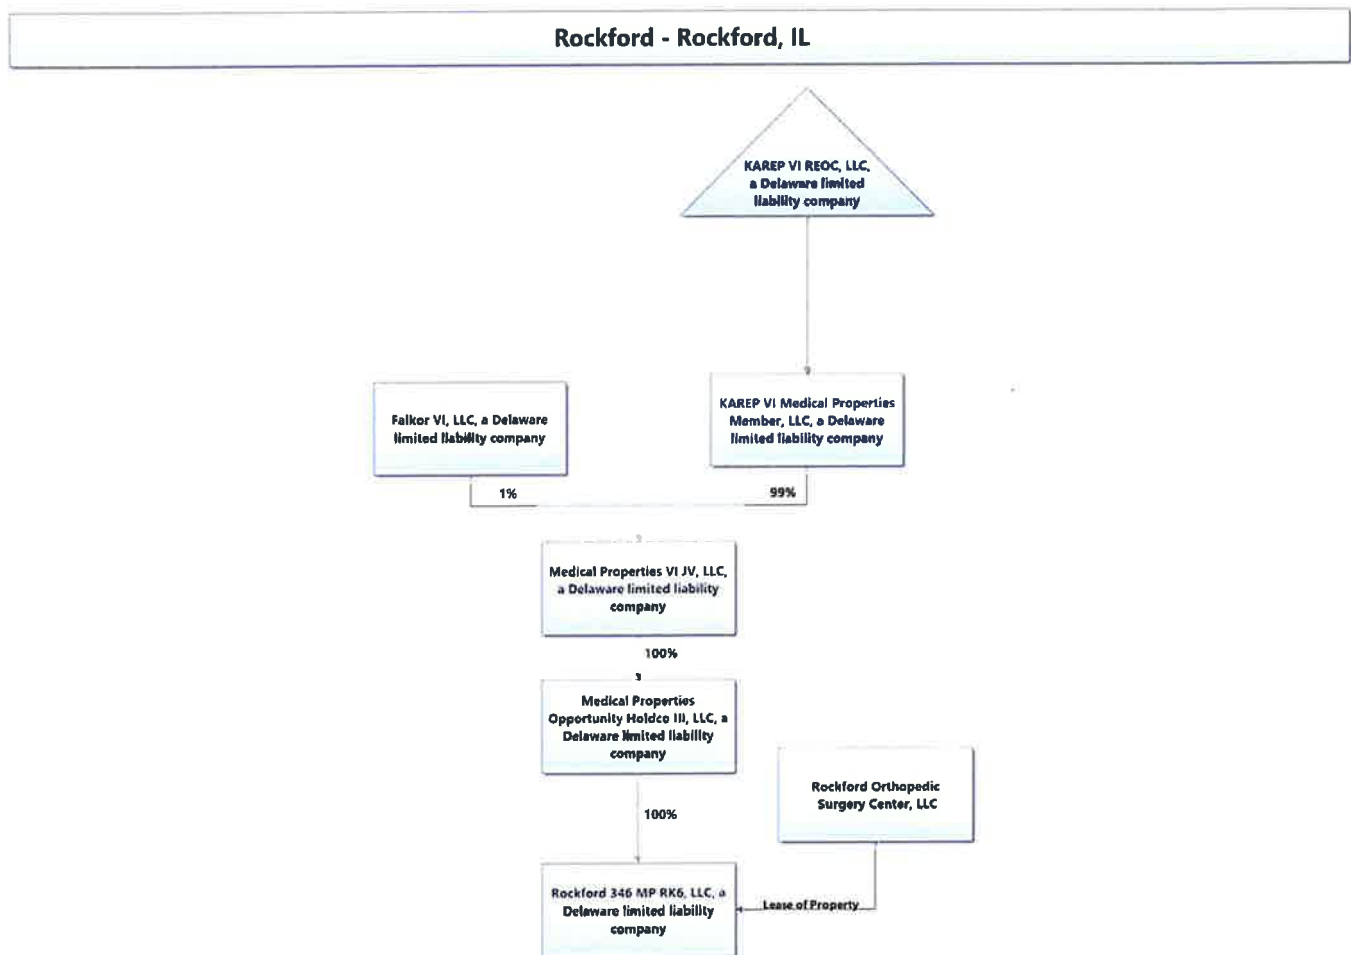 Rockford - Rockford, IL
KAREP VI REOC, LLC,
a Delaware limited
liability company
Falkor VI, LLC, a Delaware
limited liability company
KAREP VI Medical Properties
Member, LLC, a Delaware
limited liability company
1%
99%
Medical Properties VI JV, LLC,
a Delaware limited liability
company
100%
Medical Properties
Opportunity Holdco III, LLC, a
Delaware limited liability
company
Rockford Orthopedic
Surgery Center, LLC
100%
Rockford 346 MP RK6, LLC, a
Delaware limited liability
company
Lease of Property